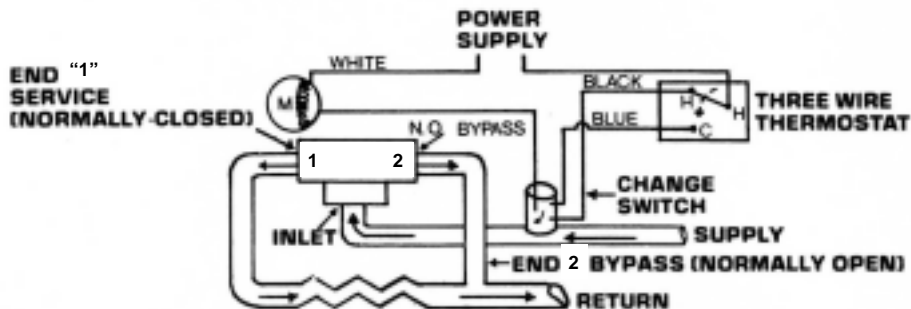 POWER
SUPPLY
WHITE
END "1"
SERVICE
(NORMALLY-CLOSED)
M
BLACK
H
H
C
THREE WIRE
THERMOSTAT
N.O. BYPASS
BLUE
1
2
CHANGE
SWITCH
INLET
SUPPLY
END 2 BYPASS (NORMALLY OPEN)
RETURN